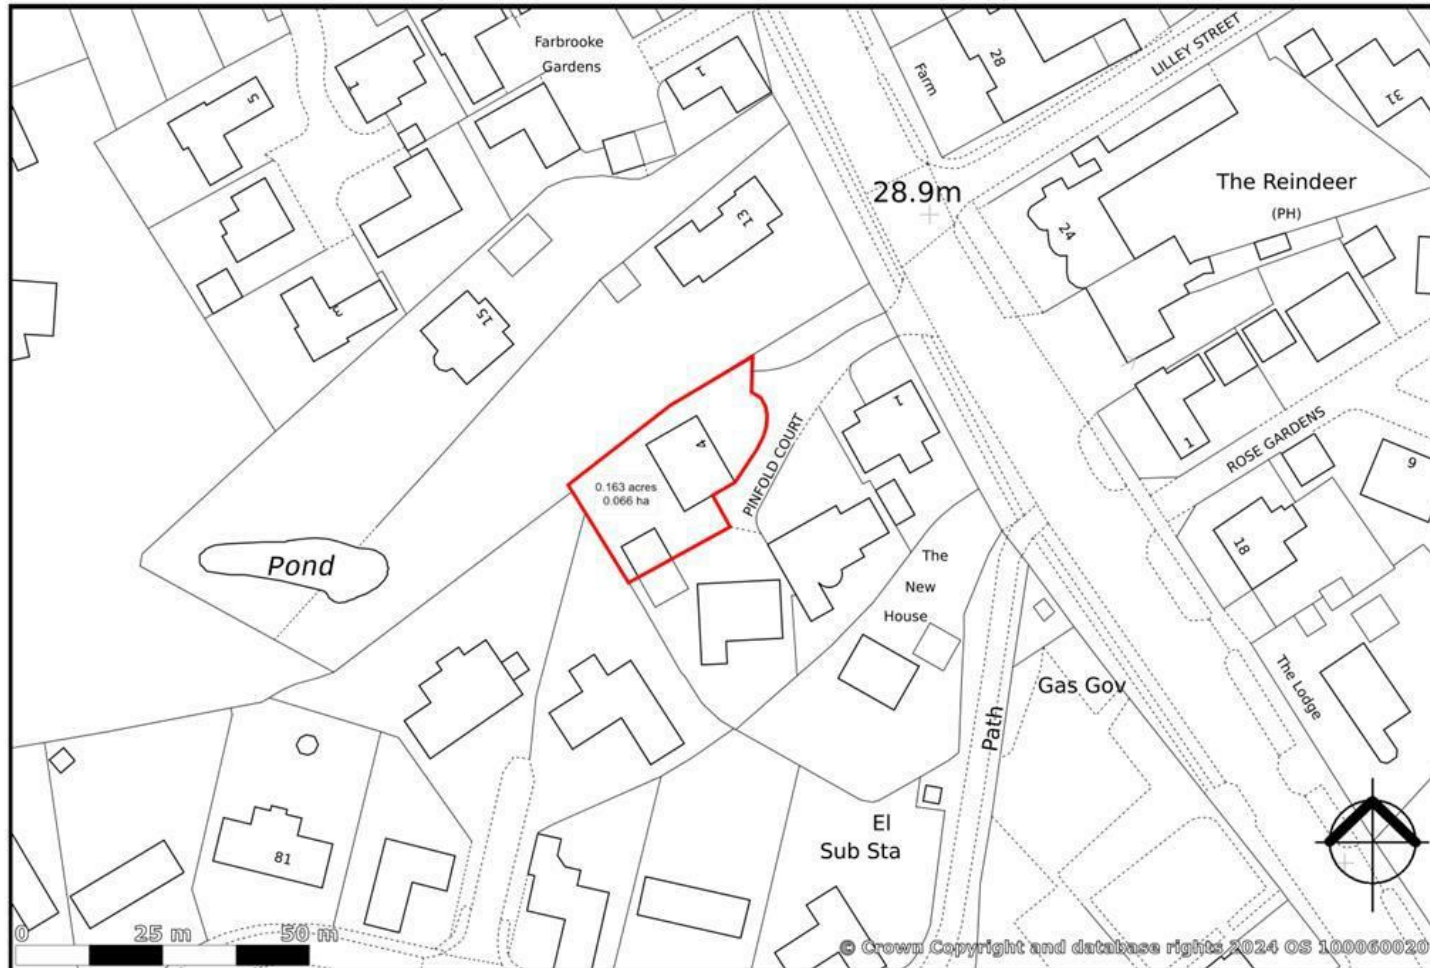 Farbrooke
Gardens
1
1
5
Farm
28
LILLEY STREET
31
The Reindeer
(PH)
28.9m
24
13
15
3
4
0.163 acres
0.066 ha
PINFOLD COURT
1
1
ROSE GARDENS
9
18
The
New
House
Pond
The Lodge
Gas Gov
Path
El
Sub Sta
81
0 25 m 50 m
© Crown Copyright and database rights 2024 OS 100060020